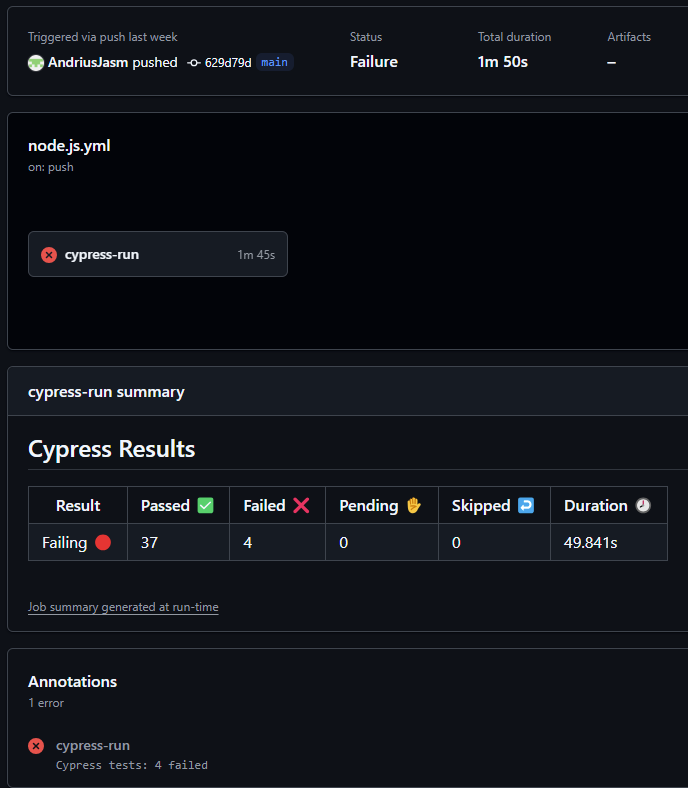 Triggered via push last week
AndriusJasm pushed 629d79d main
Status
Failure
Total duration
1m 50s
Artifacts
–
node.js.yml
on: push
cypress-run 1m 45s
cypress-run summary
Cypress Results
Result Passed ✅ Failed ❌ Pending ✋ Skipped ↩️ Duration 🕗
Failing 🔴 37 4 0 0 49.841s
Job summary generated at run-time
Annotations
1 error
cypress-run
Cypress tests: 4 failed